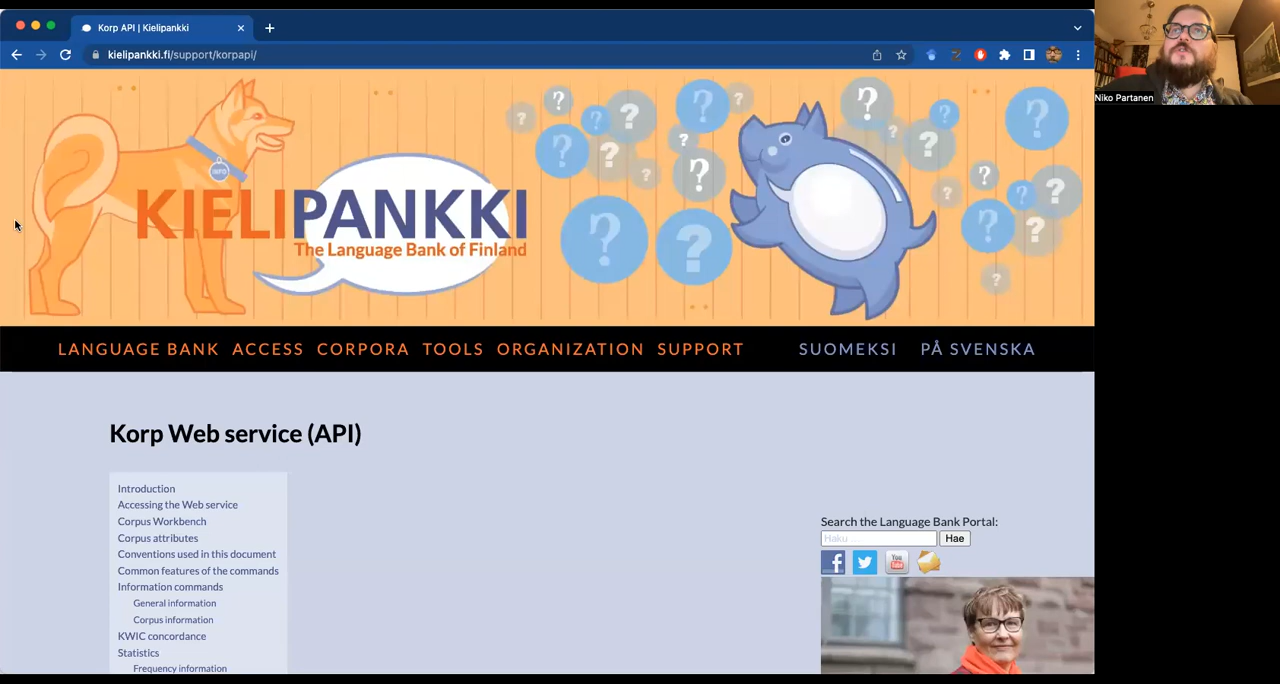 Korp API | Kielipankki
kielipankki.fi/support/korpapi/
Niko Partanen
INFO
KIELIPANKKI
The Language Bank of Finland
LANGUAGE BANK ACCESS CORPORA TOOLS ORGANIZATION SUPPORT SUOMEKSI PÅ SVENSKA
Korp Web service (API)
Introduction
Accessing the Web service
Corpus Workbench
Corpus attributes
Conventions used in this document
Common features of the commands
Information commands
General information
Corpus information
KWIC concordance
Statistics
Frequency information
Search the Language Bank Portal:
Haku ...
Hae
You
Tube